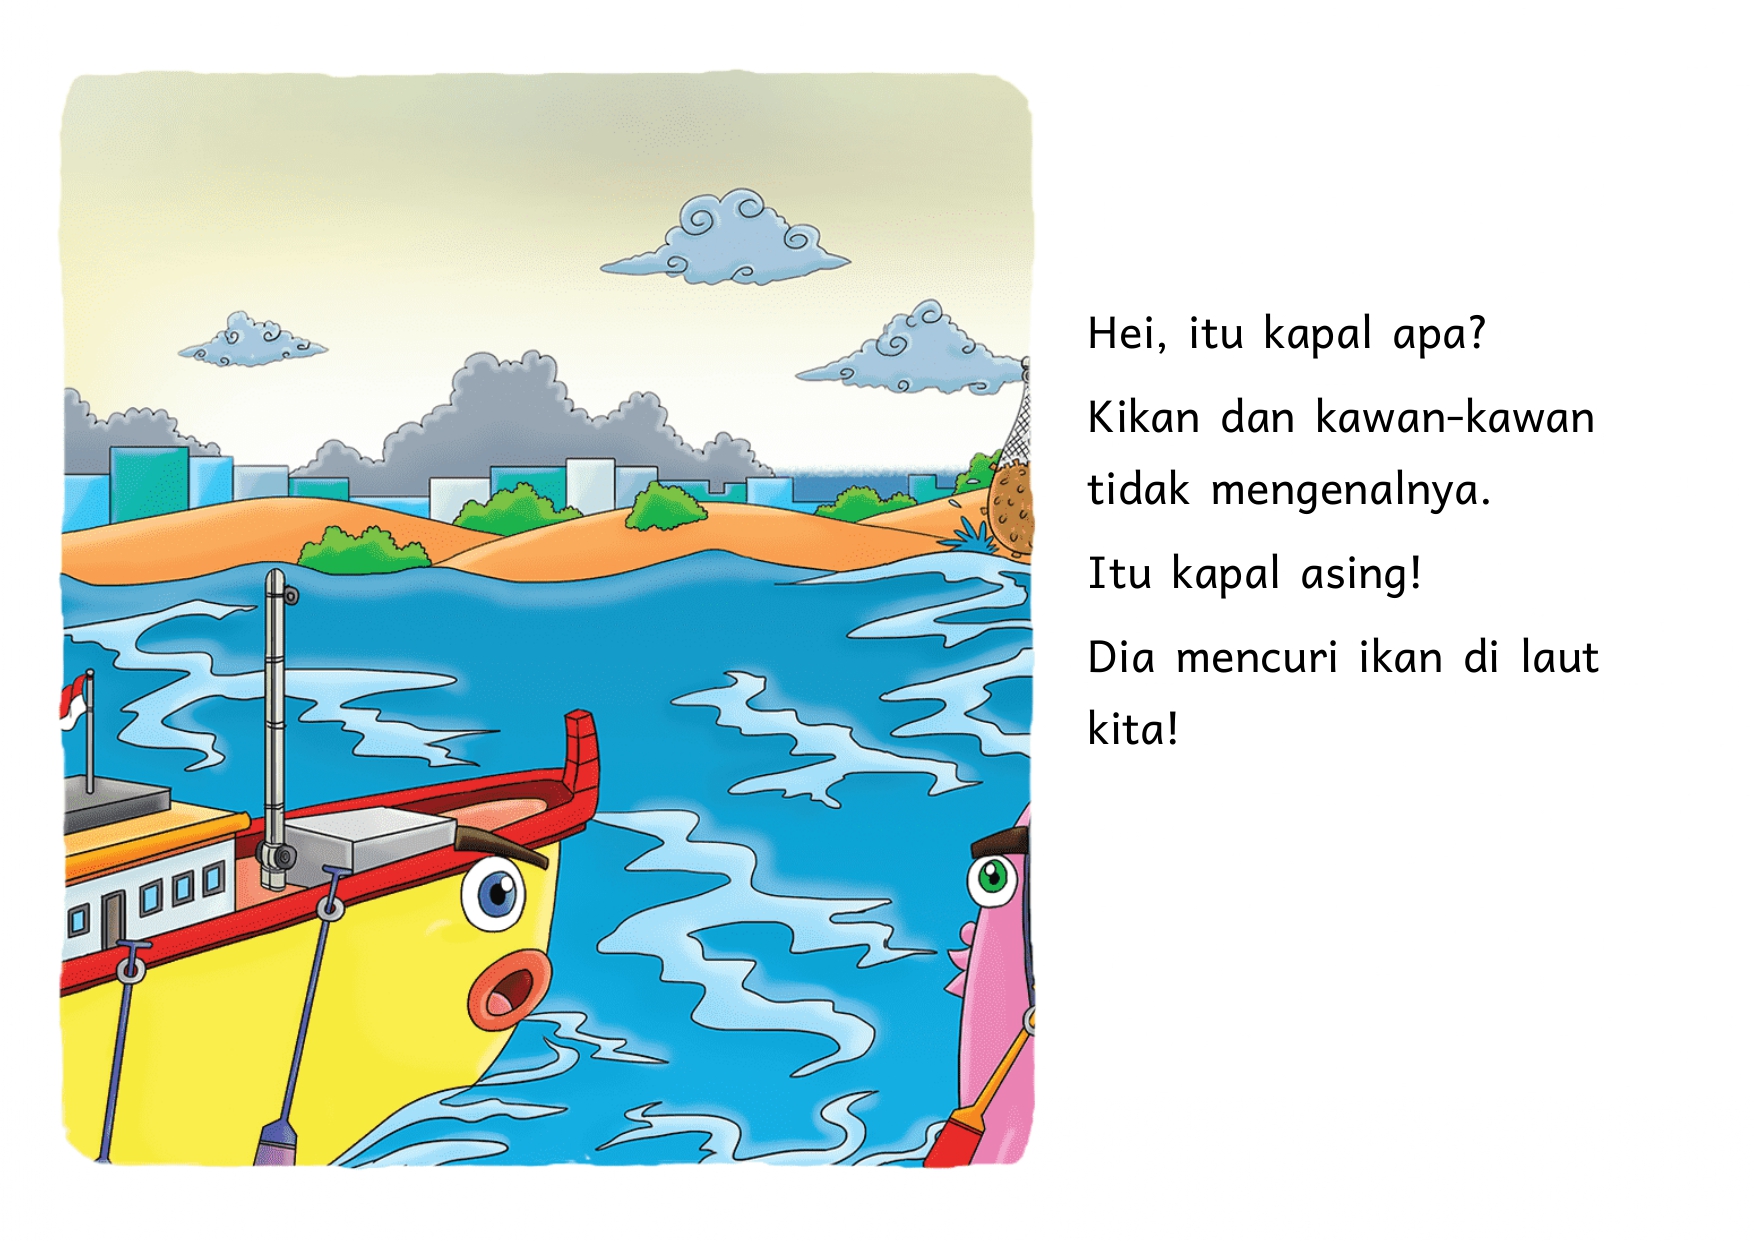 Hei, itu kapal apa?
Kikan dan kawan-kawan
tidak mengenalnya.
Itu kapal asing!
Dia mencuri ikan di laut
kita!